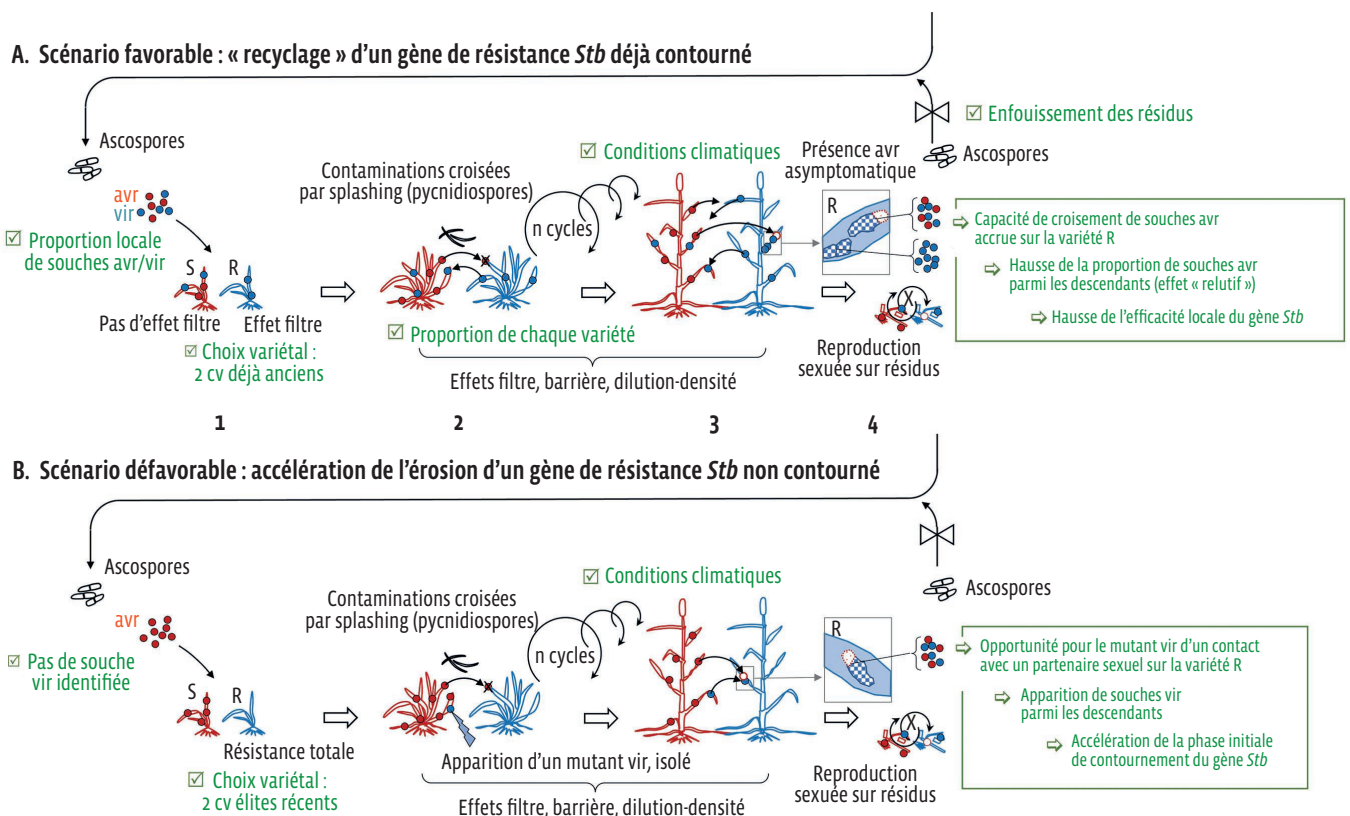 A. Scénario favorable : « recyclage » d'un gène de résistance Stb déjà contourné
☑ Enfouissement des résidus
Ascospores
Ascospores
avr
vir
☑ Proportion locale
de souches avr/vir
S
R
Pas d'effet filtre
Effet filtre
☑ Choix variétal :
2 cv déjà anciens
Contaminations croisées
par splashing (pycnidiospores)
n cycles
☑ Proportion de chaque variété
☑ Conditions climatiques
Effets filtre, barrière, dilution-densité
Présence avr
asymptomatique
R
X
Reproduction
sexuée sur résidus
⇨ Capacité de croisement de souches avr
accrue sur la variété R
⇨ Hausse de la proportion de souches avr
parmi les descendants (effet « relutif »)
⇨ Hausse de l'efficacité locale du gène Stb
1
2
3
4
B. Scénario défavorable : accélération de l'érosion d'un gène de résistance Stb non contourné
Ascospores
Ascospores
avr
☑ Pas de souche
vir identifiée
S
R
Résistance totale
☑ Choix variétal :
2 cv élites récents
Contaminations croisées
par splashing (pycnidiospores)
n cycles
☑ Conditions climatiques
Apparition d'un mutant vir, isolé
Effets filtre, barrière, dilution-densité
R
X
Reproduction
sexuée sur résidus
⇨ Opportunité pour le mutant vir d'un contact
avec un partenaire sexuel sur la variété R
⇨ Apparition de souches vir
parmi les descendants
⇨ Accélération de la phase initiale
de contournement du gène Stb